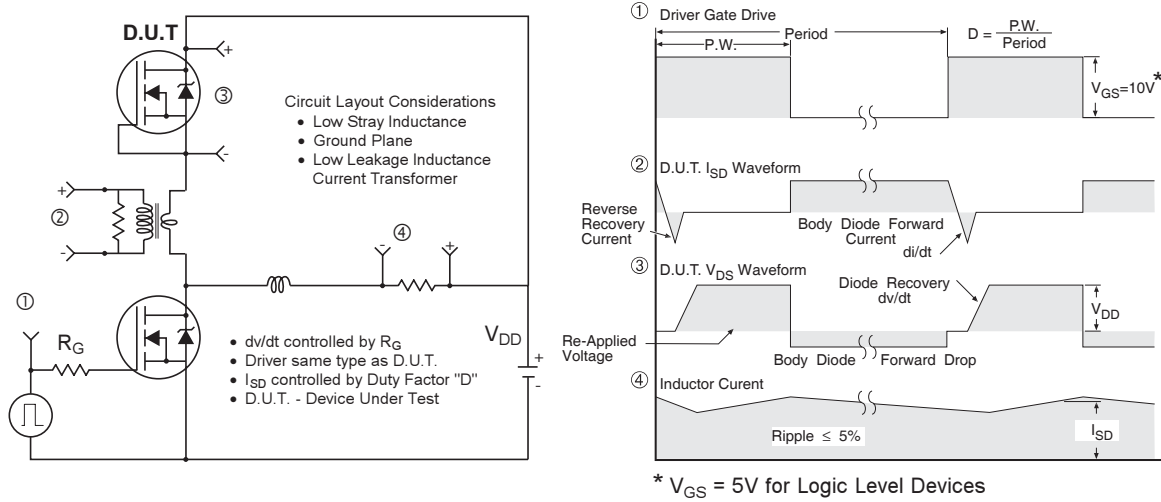 D.U.T
+
③
-
Circuit Layout Considerations
• Low Stray Inductance
• Ground Plane
• Low Leakage Inductance
Current Transformer
+
②
-
④
- +
①
R_G
V_DD
+
-
• dv/dt controlled by R_G
• Driver same type as D.U.T.
• I_SD controlled by Duty Factor "D"
• D.U.T. - Device Under Test
① Driver Gate Drive
P.W.
Period
D = P.W. / Period
V_GS=10V*
② D.U.T. I_SD Waveform
Reverse
Recovery
Current
Body Diode Forward
Current
di/dt
③ D.U.T. V_DS Waveform
Diode Recovery
dv/dt
V_DD
Re-Applied
Voltage
Body Diode Forward Drop
④ Inductor Curent
Ripple ≤ 5%
I_SD
* V_GS = 5V for Logic Level Devices